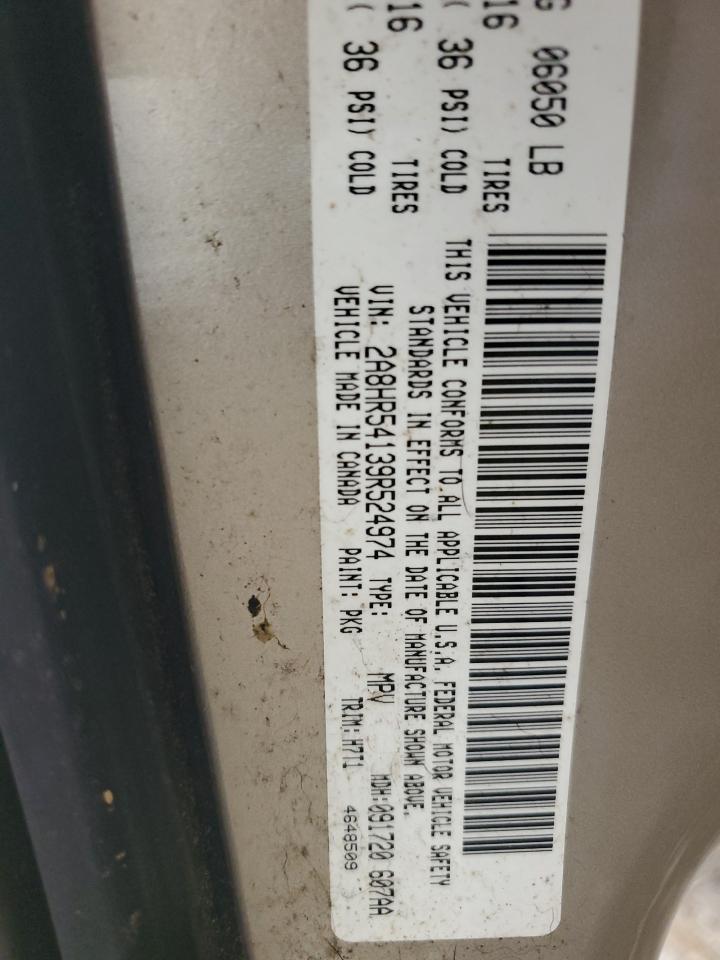 G 06050 LB
16 TIRES
( 36 PSI) COLD
16 TIRES
( 36 PSI) COLD
THIS VEHICLE CONFORMS TO ALL APPLICABLE U.S.A. FEDERAL MOTOR VEHICLE SAFETY
STANDARDS IN EFFECT ON THE DATE OF MANUFACTURE SHOWN ABOVE.
VIN: 2A8HR54139R524974 TYPE: MPV MDH:091720 607AA
VEHICLE MADE IN CANADA PAINT: PKG TRIM:H7T1 4648509